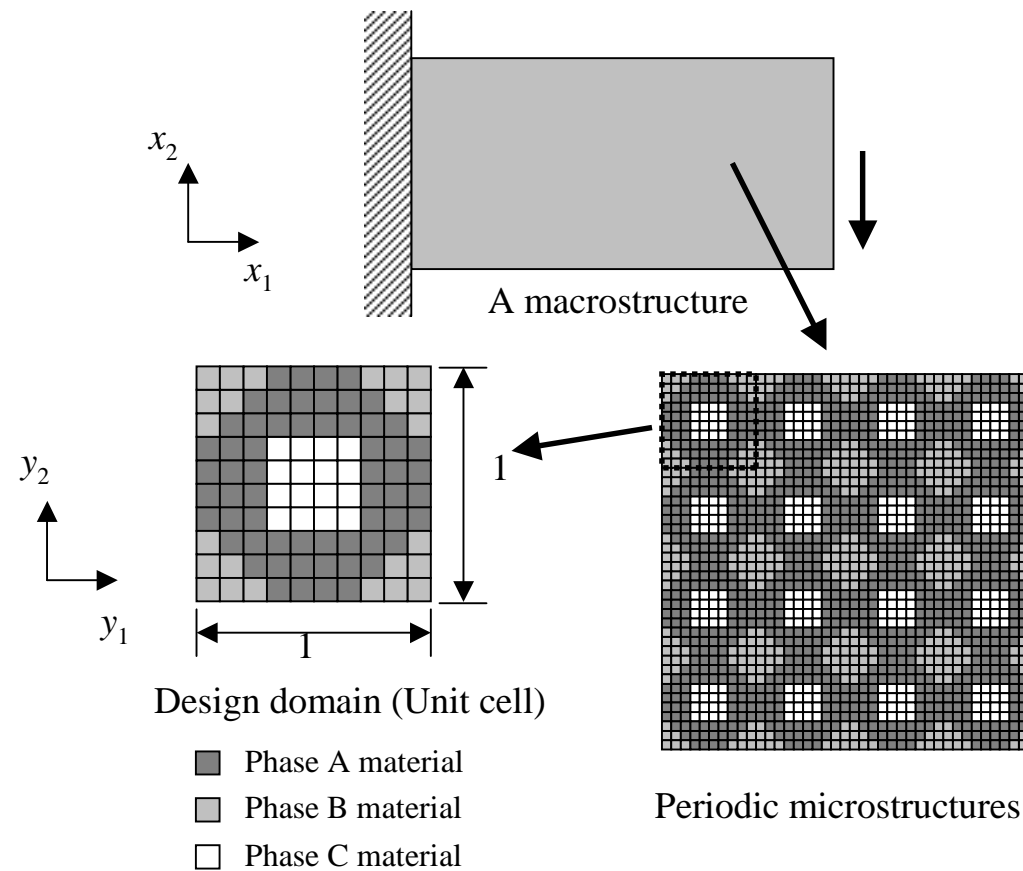 x2
x1
A macrostructure
y2
y1
1
1
Design domain (Unit cell)
Phase A material
Phase B material
Phase C material
Periodic microstructures